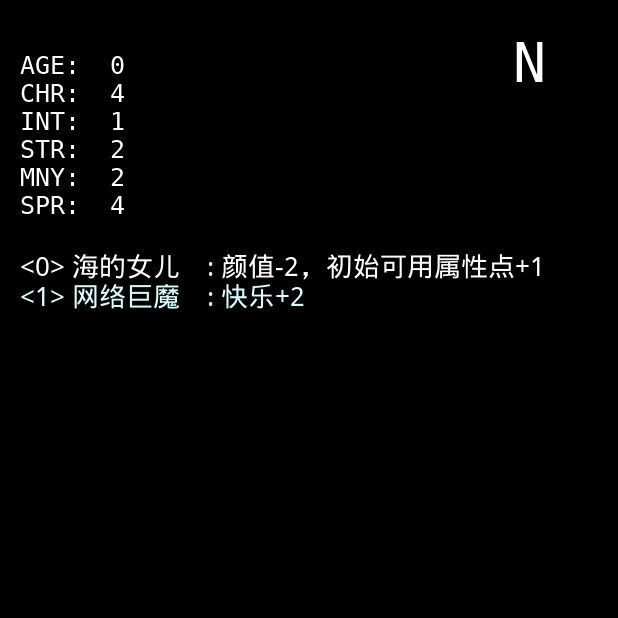 N
AGE: 0
CHR: 4
INT: 1
STR: 2
MNY: 2
SPR: 4
<0> 海的女儿 : 颜值-2，初始可用属性点+1
<1> 网络巨魔 : 快乐+2